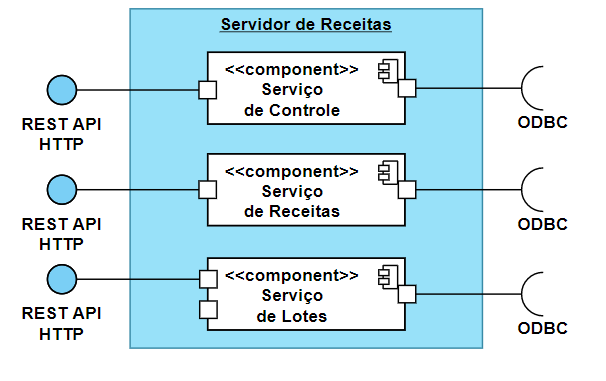 Servidor de Receitas
<<component>>
Serviço
de Controle
REST API
HTTP
ODBC
<<component>>
Serviço
de Receitas
REST API
HTTP
ODBC
<<component>>
Serviço
de Lotes
REST API
HTTP
ODBC